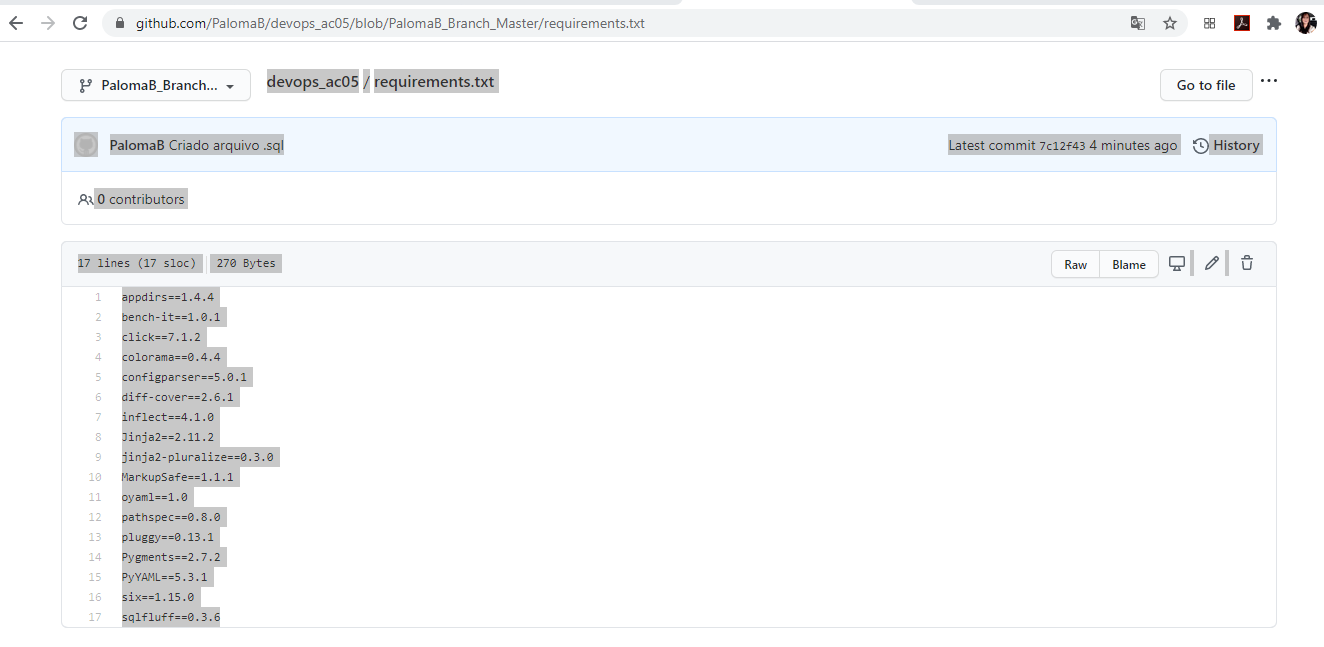 github.com/PalomaB/devops_ac05/blob/PalomaB_Branch_Master/requirements.txt
PalomaB_Branch... devops_ac05 / requirements.txt Go to file ...
PalomaB Criado arquivo .sql Latest commit 7c12f43 4 minutes ago History
0 contributors
17 lines (17 sloc) 270 Bytes Raw Blame
1 appdirs==1.4.4
2 bench-it==1.0.1
3 click==7.1.2
4 colorama==0.4.4
5 configparser==5.0.1
6 diff-cover==2.6.1
7 inflect==4.1.0
8 Jinja2==2.11.2
9 jinja2-pluralize==0.3.0
10 MarkupSafe==1.1.1
11 oyaml==1.0
12 pathspec==0.8.0
13 pluggy==0.13.1
14 Pygments==2.7.2
15 PyYAML==5.3.1
16 six==1.15.0
17 sqlfluff==0.3.6